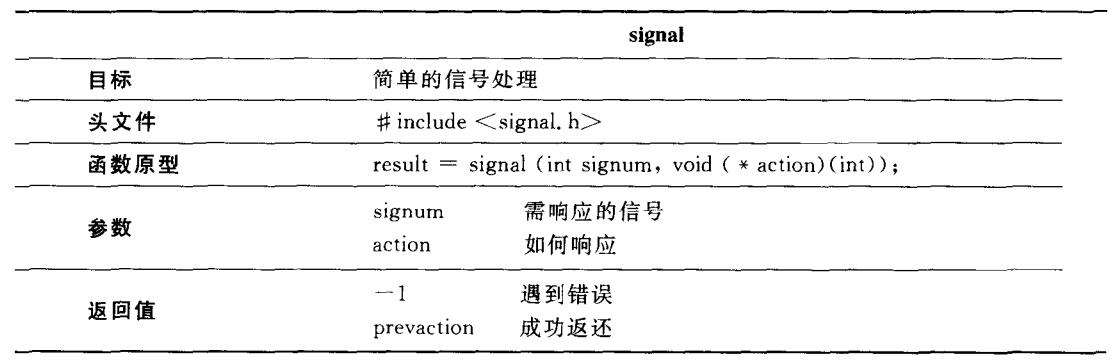 signal
目标 简单的信号处理
头文件 #include <signal.h>
函数原型 result = signal (int signum, void ( * action)(int));
参数 signum 需响应的信号
action 如何响应
返回值 -1 遇到错误
prevaction 成功返还